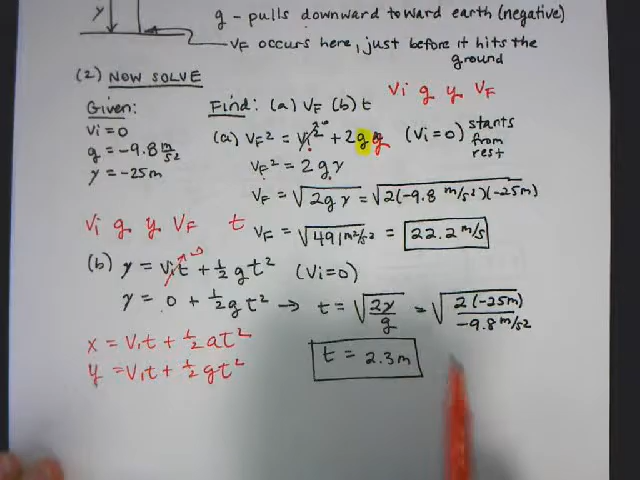 y
g - pulls downward toward earth (negative)
VF occurs here, just before it hits the ground
(2) NOW SOLVE
Given:
Vi = 0
g = -9.8 m/s2
y = -25m
Find: (a) VF (b) t
Vi g y VF
(a) VF² = Vi² + 2gy (Vi=0) starts from rest
VF² = 2gy
VF = √2gy = √2(-9.8 m/s²)(-25m)
VF = √491 m²/s² = 22.2 m/s
Vi g y VF t
(b) y = Vit + ½gt² (Vi=0)
y = 0 + ½gt² → t = √2y/g = √2(-25m)/-9.8 m/s2
x = Vit + ½at²
y = Vit + ½gt²
t = 2.3m